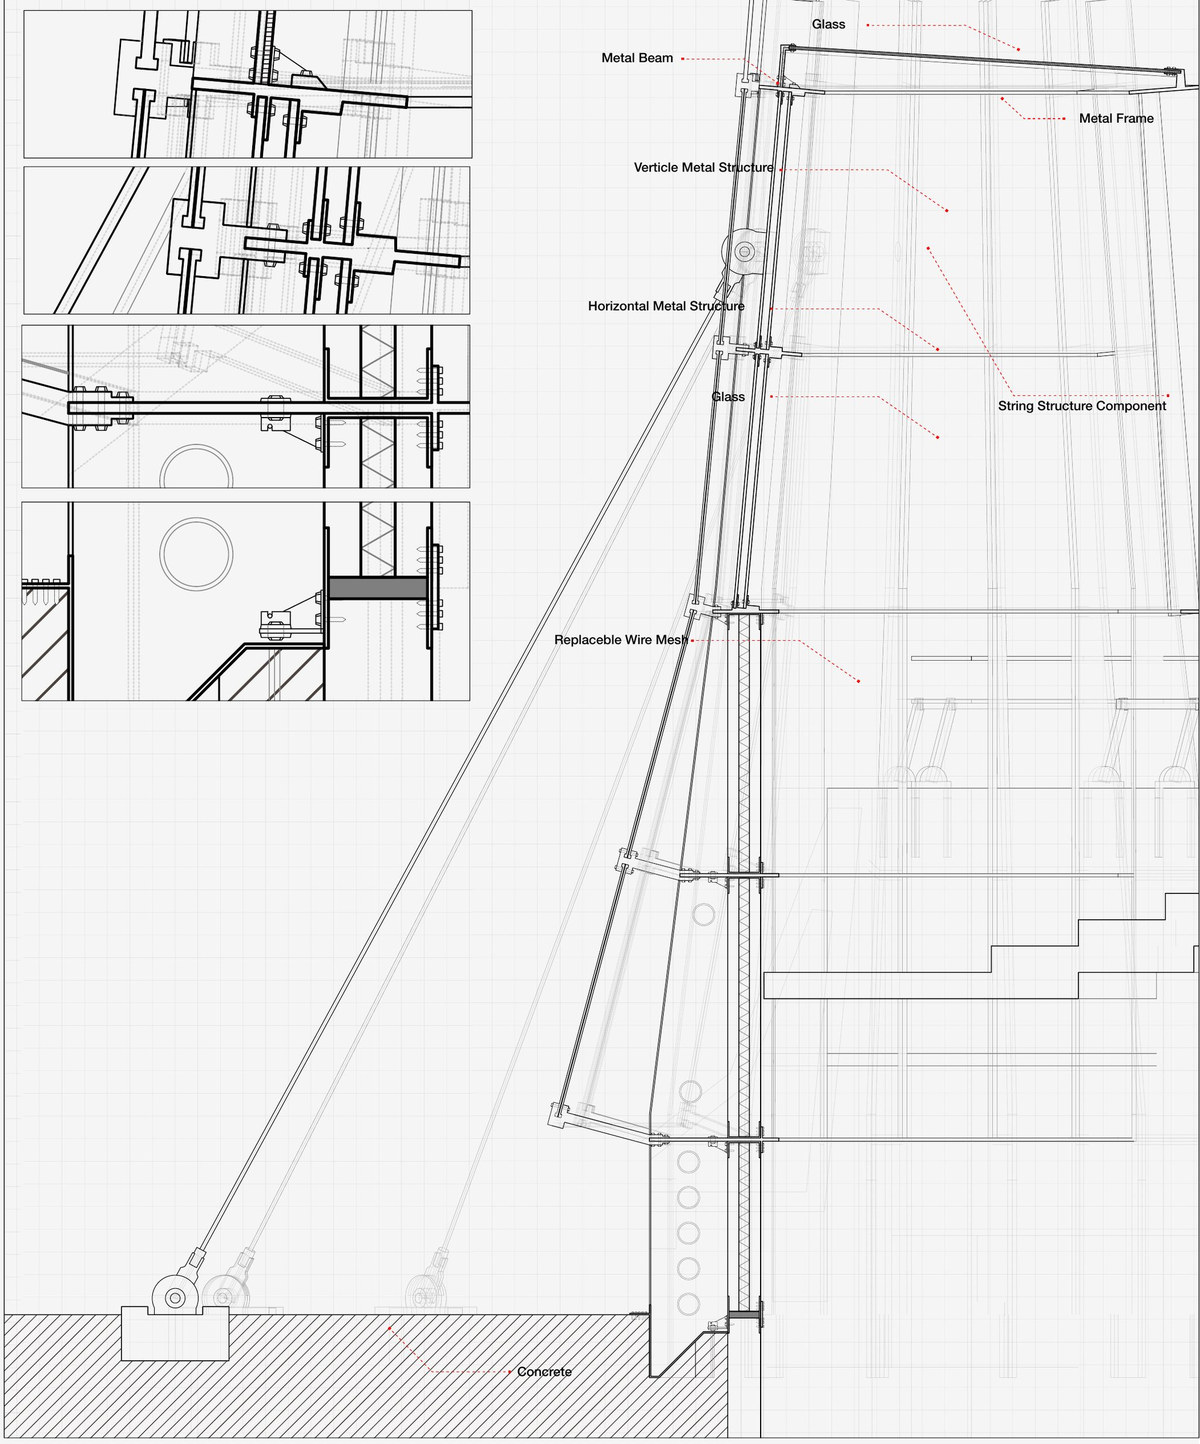 Glass
Metal Beam
Metal Frame
Verticle Metal Structure
Horizontal Metal Structure
Glass
String Structure Component
Replaceble Wire Mesh
Concrete